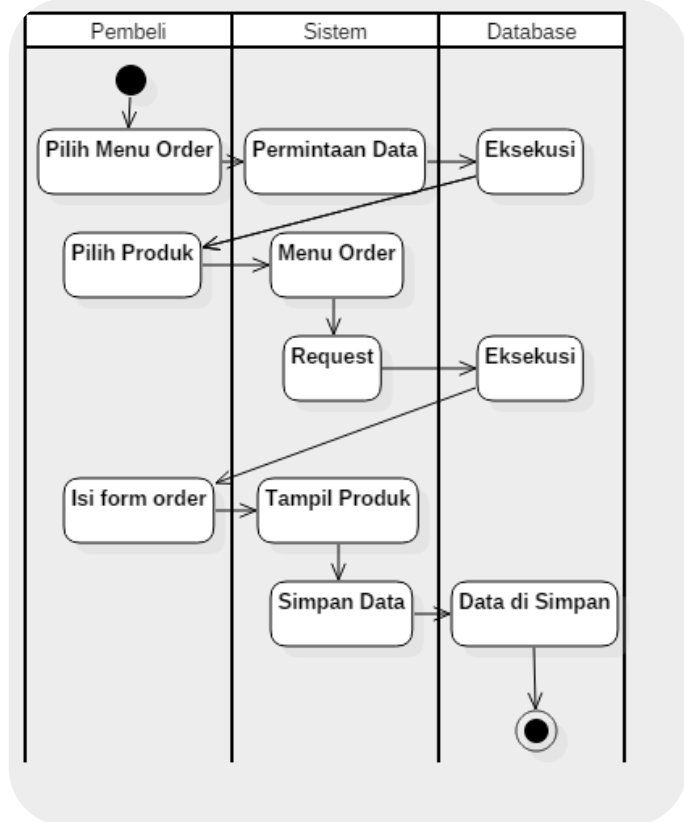 Pembeli
Sistem
Database
Pilih Menu Order
Permintaan Data
Eksekusi
Pilih Produk
Menu Order
Request
Eksekusi
Isi form order
Tampil Produk
Simpan Data
Data di Simpan